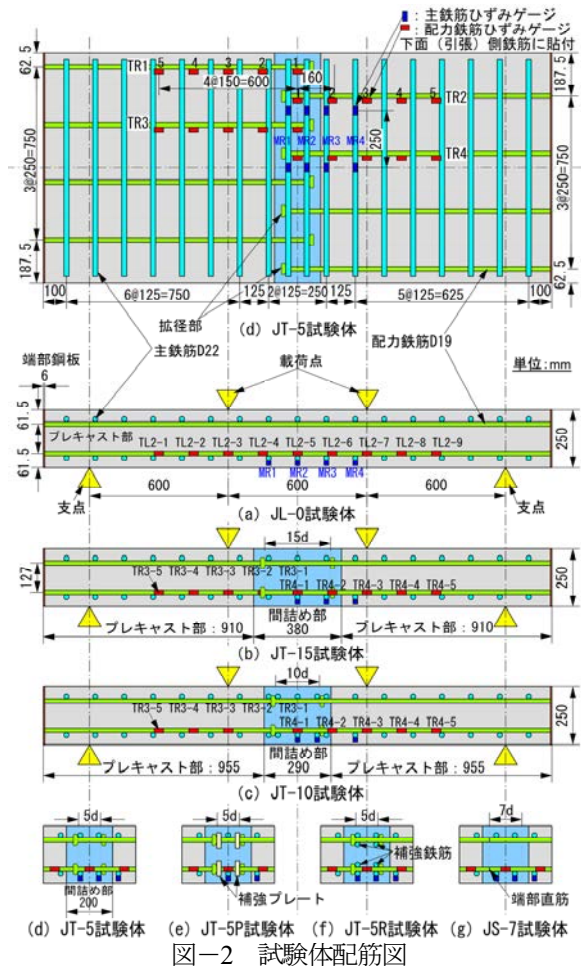 ：主鉄筋ひずみゲージ
：配力鉄筋ひずみゲージ
下面（引張）側鉄筋に貼付
62.5
3@250=750
187.5
TR1
5 4 3 2 1
4@150=600
160
TR3
MR1 MR2 MR3 MR4
250
1 2 3 4 5
TR2
TR4
187.5
3@250=750
62.5
100
6@125=750
125
2@125=250
125
5@125=625
100
拡径部
主鉄筋D22
(d) JT-5試験体
配力鉄筋D19
端部鋼板
6
載荷点
単位:mm
61.5
61.5
プレキャスト部
TL2-1 TL2-2 TL2-3 TL2-4 TL2-5 TL2-6 TL2-7 TL2-8 TL2-9
MR1 MR2 MR3 MR4
250
600
600
600
支点
支点
(a) JL-0試験体
15d
127
TR3-5 TR3-4 TR3-3 TR3-2 TR3-1
TR4-1 TR4-2 TR4-3 TR4-4 TR4-5
250
間詰め部
プレキャスト部：910
380
プレキャスト部：910
(b) JT-15試験体
10d
TR3-5 TR3-4 TR3-3 TR3-2 TR3-1
TR4-1 TR4-2 TR4-3 TR4-4 TR4-5
250
間詰め部
プレキャスト部：955
290
プレキャスト部：955
(c) JT-10試験体
5d
5d
5d
7d
間詰め部
200
補強プレート
補強鉄筋
端部直筋
(d) JT-5試験体
(e) JT-5P試験体
(f) JT-5R試験体
(g) JS-7試験体
図－2　試験体配筋図